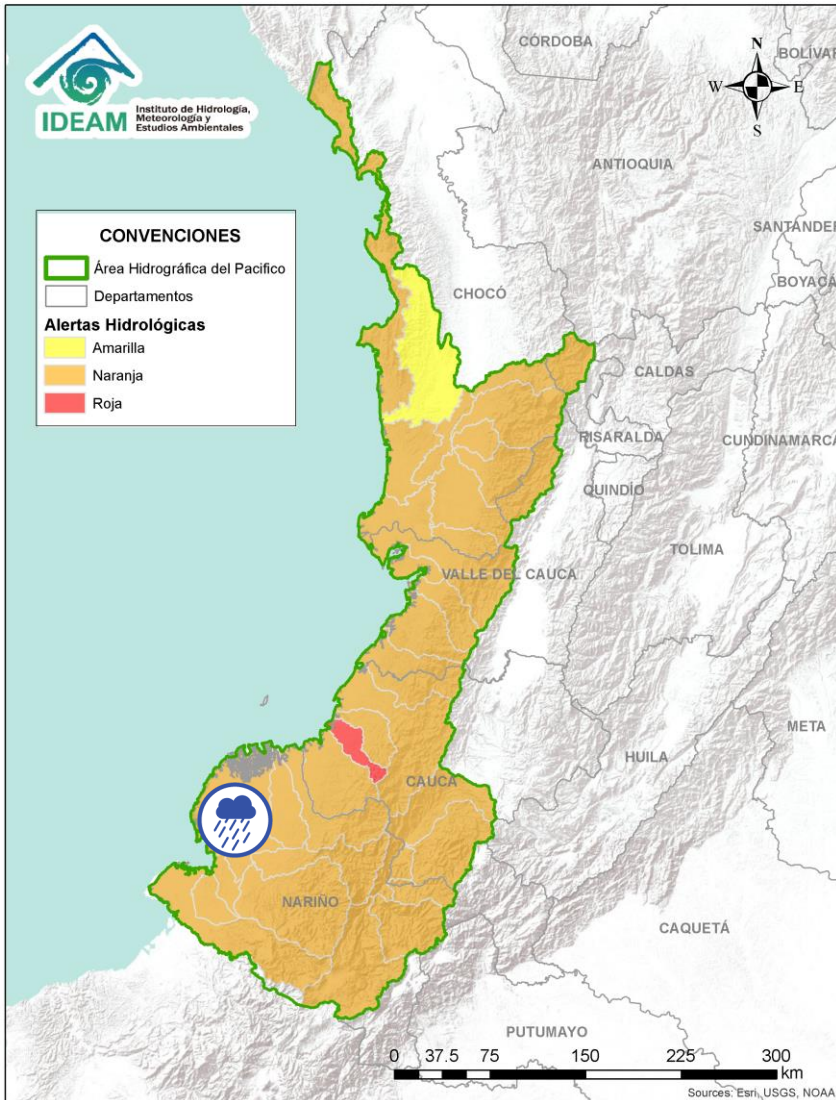 IDEAM
Instituto de Hidrología,
Meteorología y
Estudios Ambientales
CONVENCIONES
Área Hidrográfica del Pacifico
Departamentos
Alertas Hidrológicas
Amarilla
Naranja
Roja
N
W E
S
CÓRDOBA
BOLÍVAR
ANTIOQUIA
SANTANDER
BOYACÁ
CHOCÓ
CALDAS
RISARALDA
CUNDINAMARCA
QUINDÍO
TOLIMA
VALLE DEL CAUCA
META
HUILA
CAUCA
NARIÑO
CAQUETÁ
PUTUMAYO
0 37.5 75 150 225 300
km
Sources: Esri, USGS, NOAA